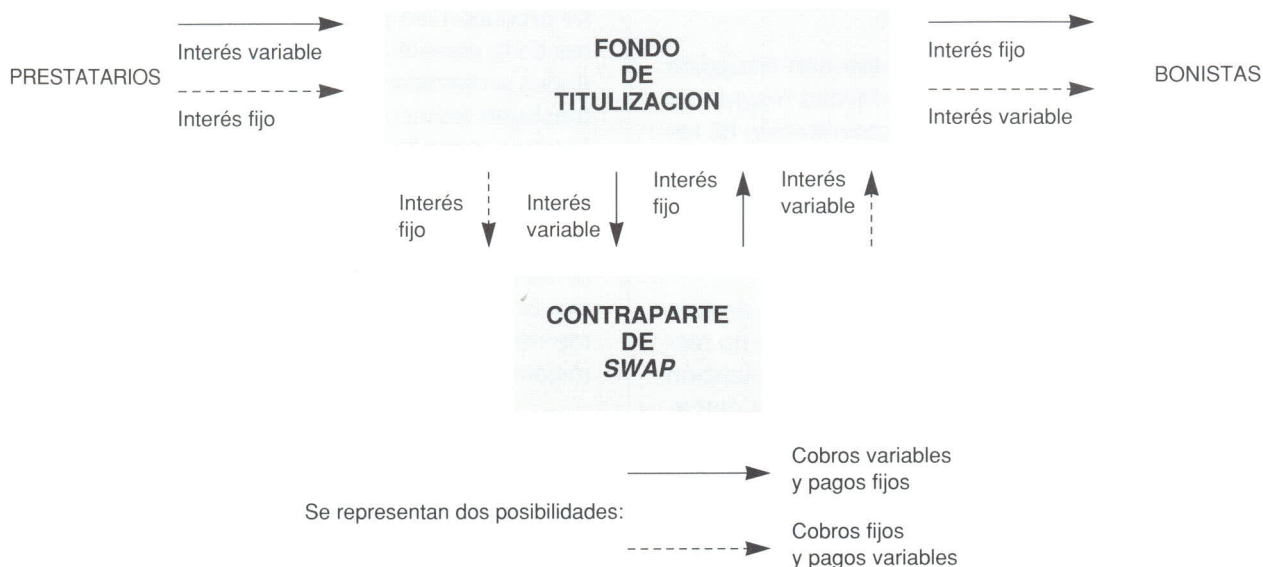 PRESTATARIOS
Interés variable
Interés fijo
FONDO
DE
TITULIZACION
Interés fijo
Interés variable
BONISTAS
Interés
fijo
Interés
variable
Interés
fijo
Interés
variable
CONTRAPARTE
DE
SWAP
Se representan dos posibilidades:
Cobros variables
y pagos fijos
Cobros fijos
y pagos variables